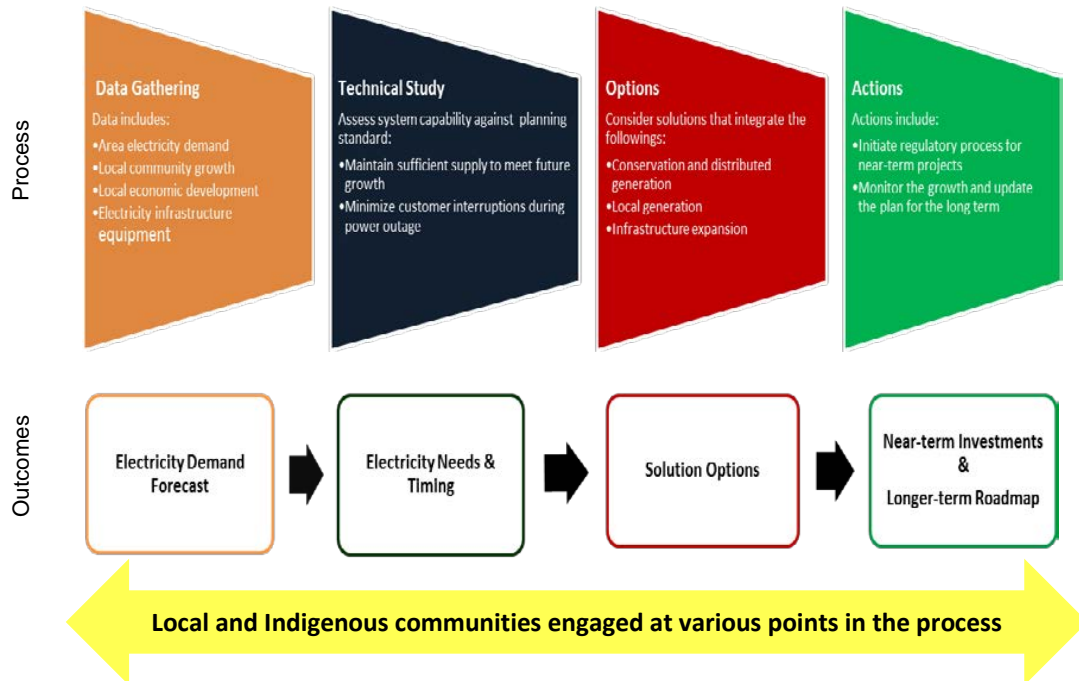 Process
Data Gathering
Data includes:
•Area electricity demand
•Local community growth
•Local economic development
•Electricity infrastructure
equipment
Technical Study
Assess system capability against planning
standard:
•Maintain sufficient supply to meet future
growth
•Minimize customer interruptions during
power outage
Options
Consider solutions that integrate the
followings:
•Conservation and distributed
generation
•Local generation
•Infrastructure expansion
Actions
Actions include:
•Initiate regulatory process for
near-term projects
•Monitor the growth and update
the plan for the long term
Outcomes
Electricity Demand
Forecast
Electricity Needs &
Timing
Solution Options
Near-term Investments
&
Longer-term Roadmap
Local and Indigenous communities engaged at various points in the process